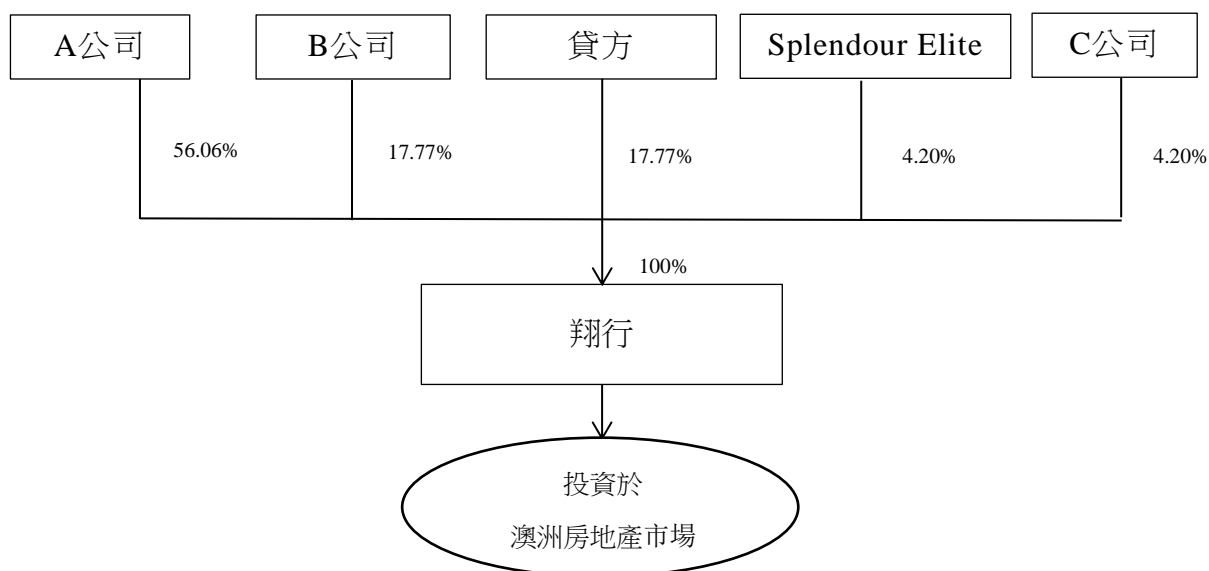 A公司
B公司
貸方
Splendour Elite
C公司
56.06%
17.77%
17.77%
4.20%
4.20%
100%
翔行
投資於
澳洲房地產市場